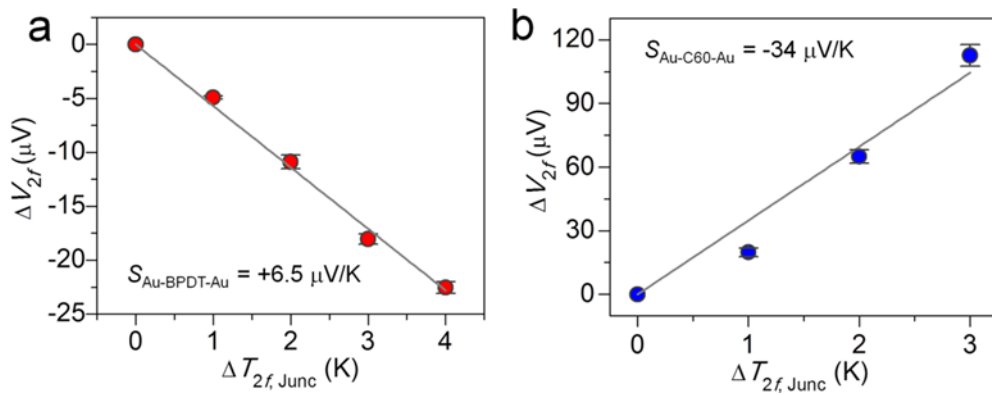 a
0
-5
-10
-15
-20
-25
ΔV2f (μV)
SAu-BPDT-Au = +6.5 μV/K
0 1 2 3 4
ΔT2f, Junc (K)
b
120
90
60
30
0
ΔV2f (μV)
SAu-C60-Au = -34 μV/K
0 1 2 3
ΔT2f, Junc (K)